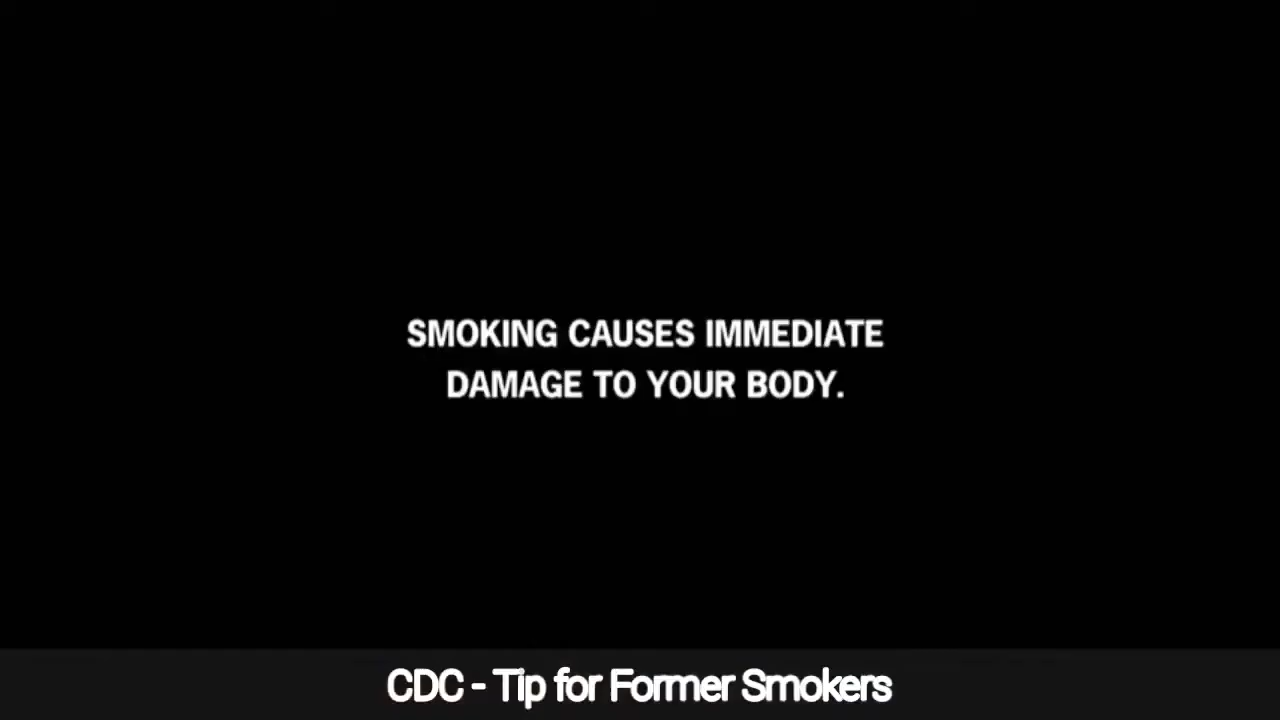 SMOKING CAUSES IMMEDIATE
DAMAGE TO YOUR BODY.
CDC - Tip for Former Smokers